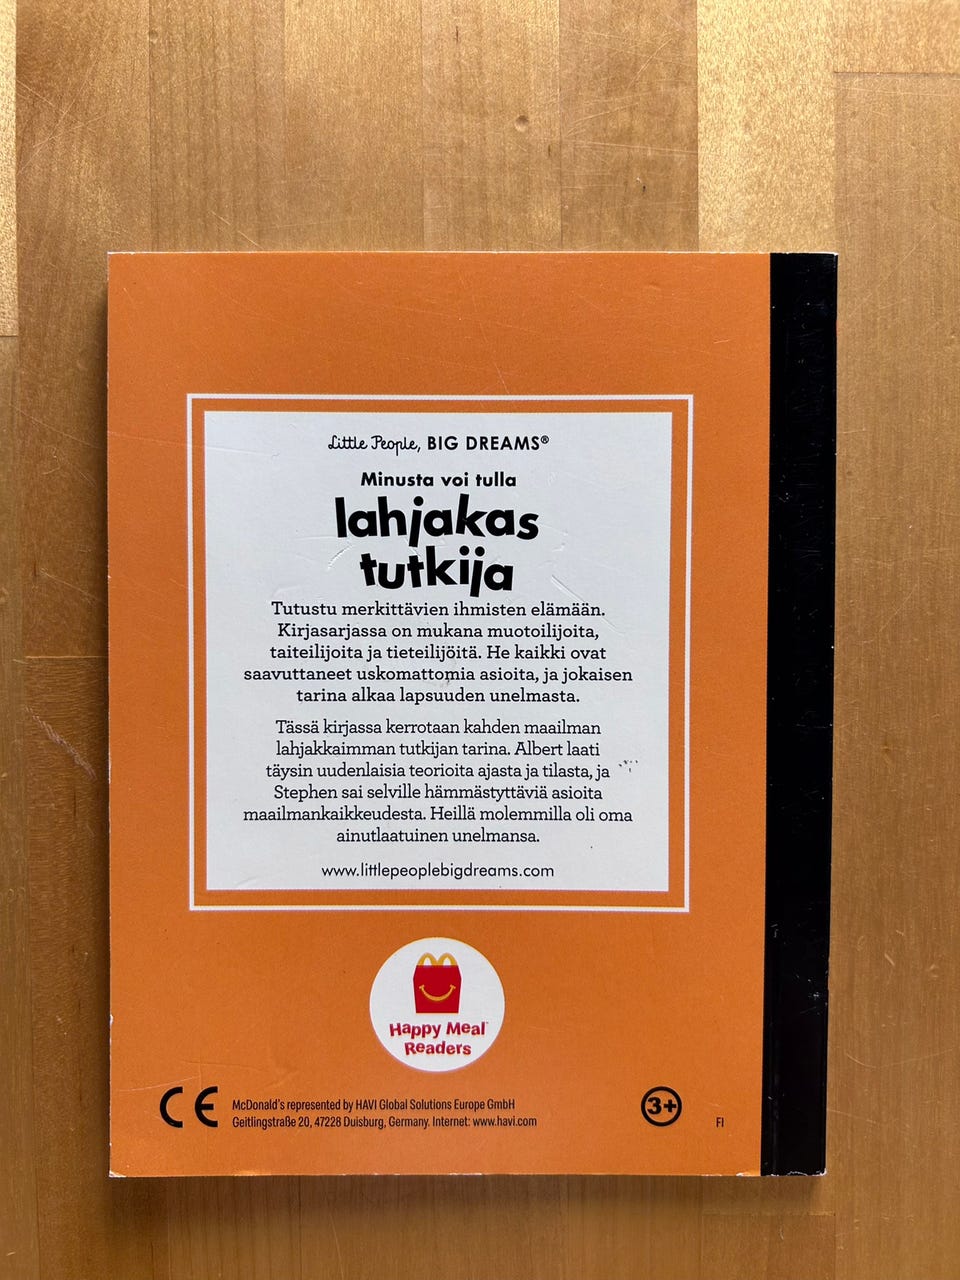 Little People, BIG DREAMS®
Minusta voi tulla
lahjakas
tutkija
Tutustu merkittävien ihmisten elämään.
Kirjasarjassa on mukana muotoilijoita,
taiteilijoita ja tieteilijöitä. He kaikki ovat
saavuttaneet uskomattomia asioita, ja jokaisen
tarina alkaa lapsuuden unelmasta.
Tässä kirjassa kerrotaan kahden maailman
lahjakkaimman tutkijan tarina. Albert laati
täysin uudenlaisia teorioita ajasta ja tilasta, ja
Stephen sai selville hämmästyttäviä asioita
maailmankaikkeudesta. Heillä molemmilla oli oma
ainutlaatuinen unelmansa.
www.littlepeoplebigdreams.com
Happy Meal
Readers
CE
McDonald's represented by HAVI Global Solutions Europe GmbH
Geitlingstraße 20, 47228 Duisburg, Germany. Internet: www.havi.com
3+
FI